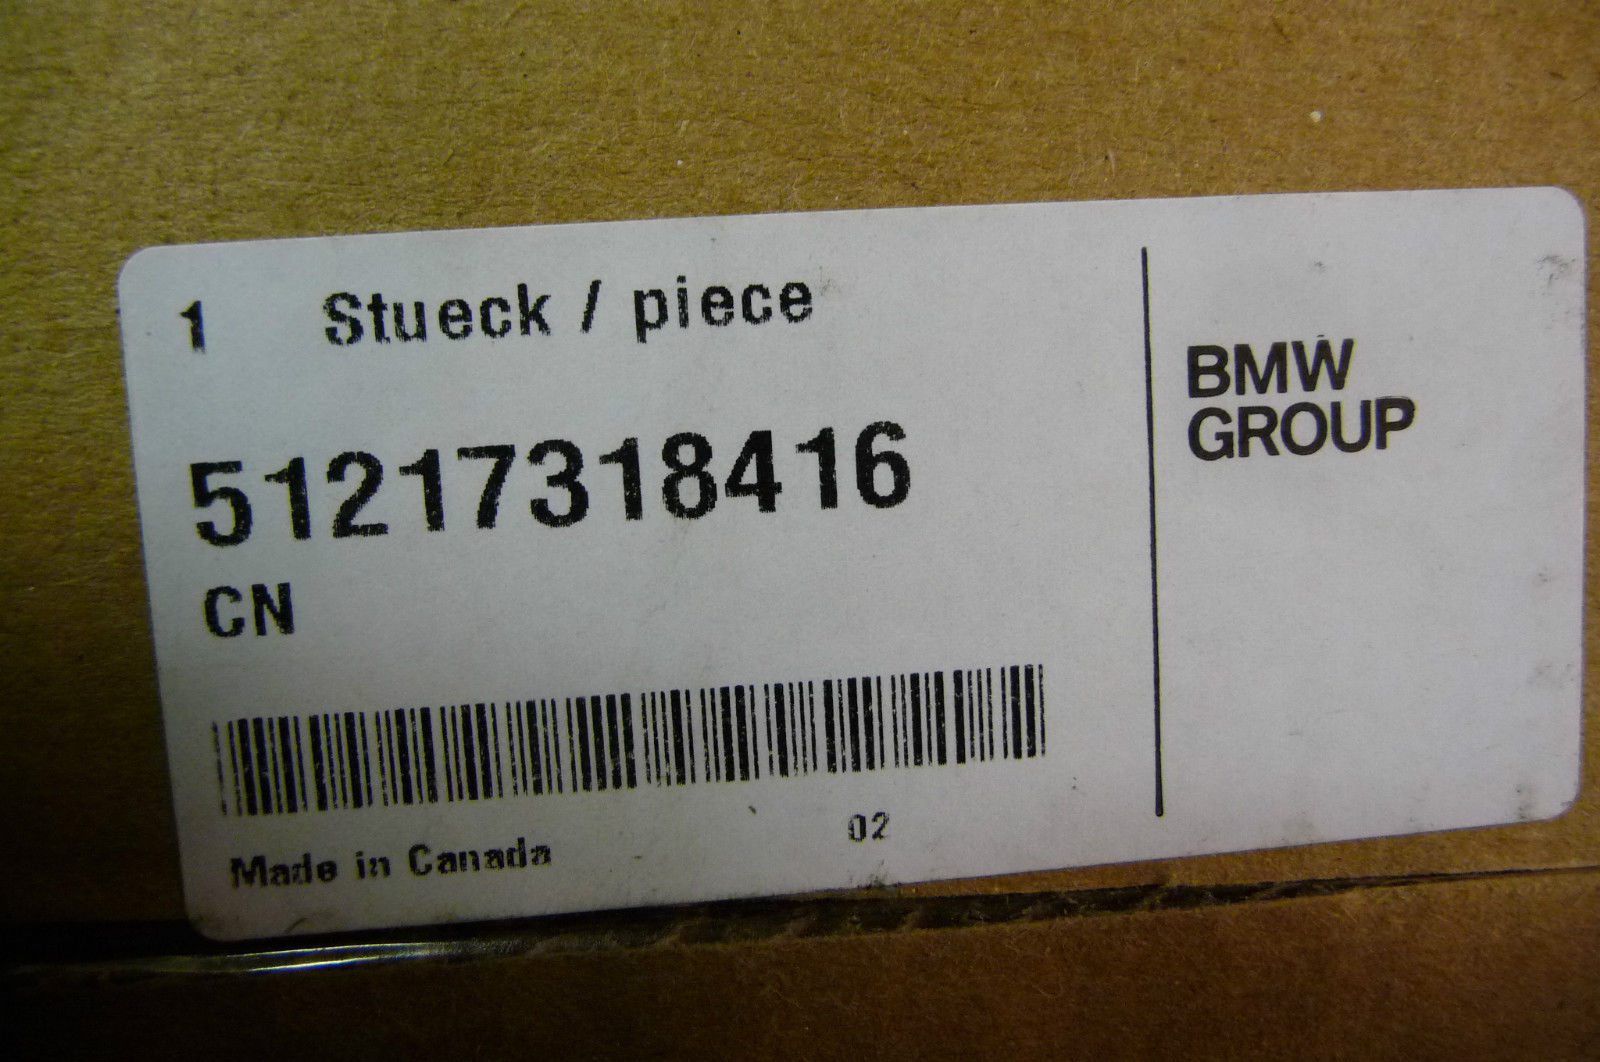 1 Stueck / piece
51217318416
CN
Made in Canada
02
BMW
GROUP